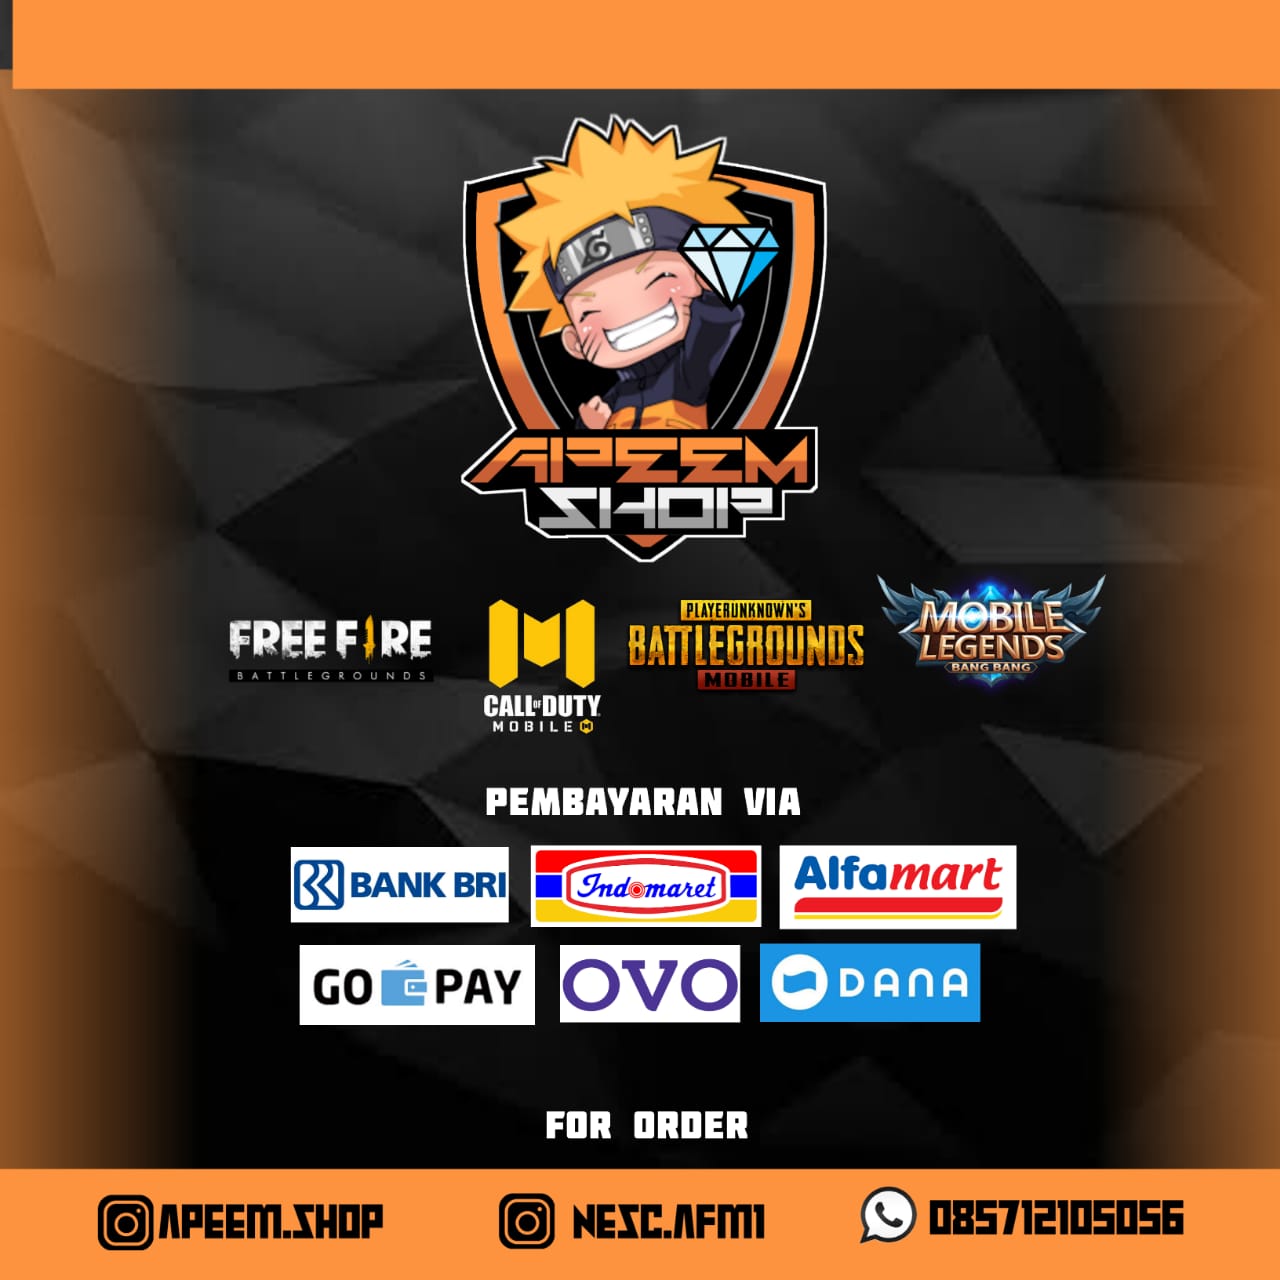 APEEM
SHOP
FREE FIRE
BATTLEGROUNDS
CALL OF DUTY
MOBILE
PLAYERUNKNOWN'S
BATTLEGROUNDS
MOBILE
MOBILE
LEGENDS
BANG BANG
PEMBAYARAN VIA
BANK BRI
Indomaret
Alfamart
GO PAY
OVO
DANA
FOR ORDER
APEEM.SHOP
NESC.AFM1
085712105056